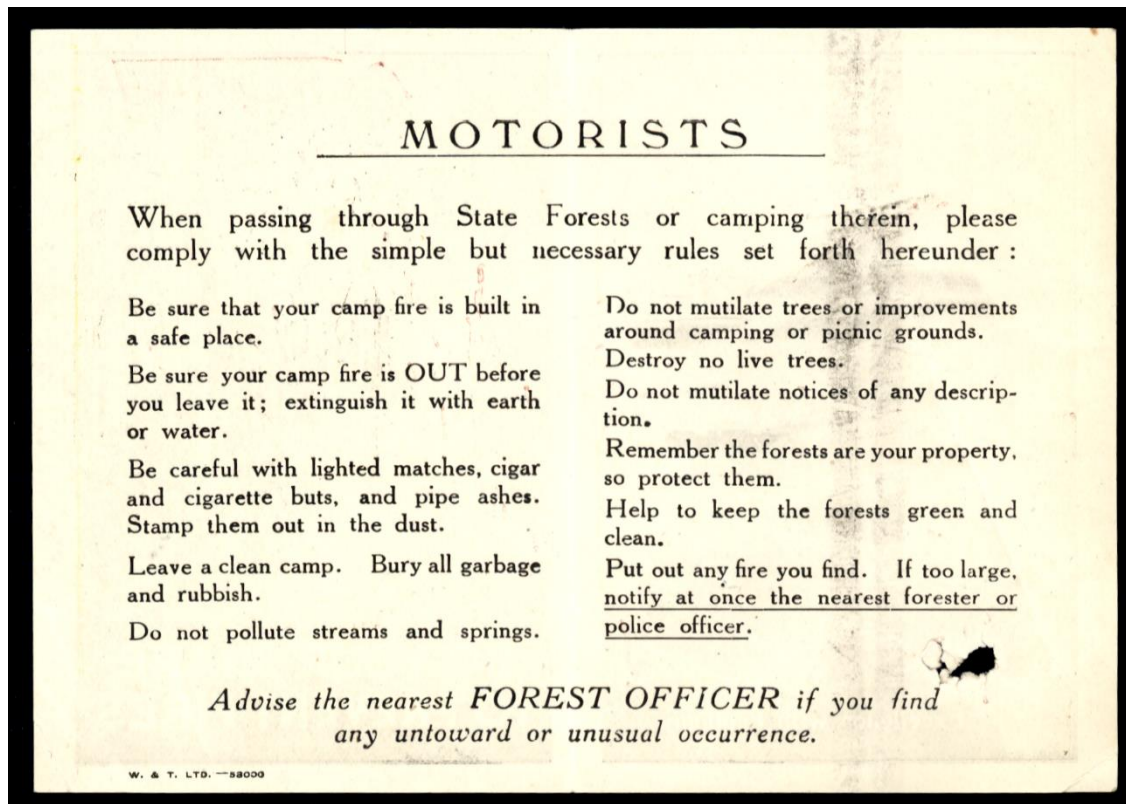 MOTORISTS
When passing through State Forests or camping therein, please
comply with the simple but necessary rules set forth hereunder :
Be sure that your camp fire is built in
a safe place.
Be sure your camp fire is OUT before
you leave it; extinguish it with earth
or water.
Be careful with lighted matches, cigar
and cigarette buts, and pipe ashes.
Stamp them out in the dust.
Leave a clean camp. Bury all garbage
and rubbish.
Do not pollute streams and springs.
Do not mutilate trees or improvements
around camping or picnic grounds.
Destroy no live trees.
Do not mutilate notices of any descrip-
tion.
Remember the forests are your property,
so protect them.
Help to keep the forests green and
clean.
Put out any fire you find. If too large,
notify at once the nearest forester or
police officer.
Advise the nearest FOREST OFFICER if you find
any untoward or unusual occurrence.
W. & T. LTD.